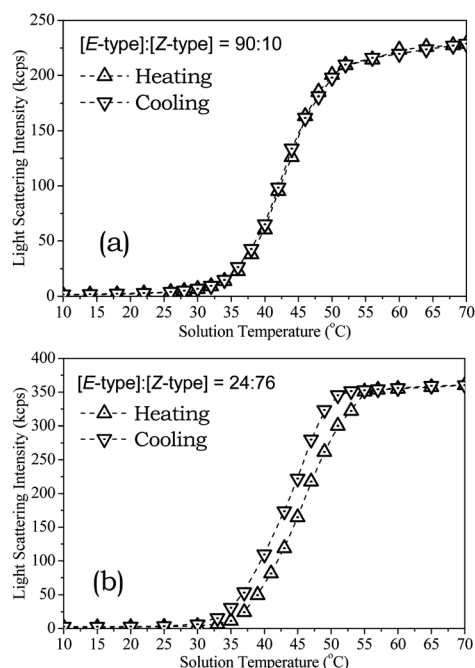 250
200
150
100
50
0
Light Scattering Intensity (kcps)
[E-type]:[Z-type] = 90:10
Heating
Cooling
(a)
10 15 20 25 30 35 40 45 50 55 60 65 70
Solution Temperature (°C)
400
350
300
250
200
150
100
50
0
Light Scattering Intensity (kcps)
[E-type]:[Z-type] = 24:76
Heating
Cooling
(b)
10 15 20 25 30 35 40 45 50 55 60 65 70
Solution Temperature (°C)